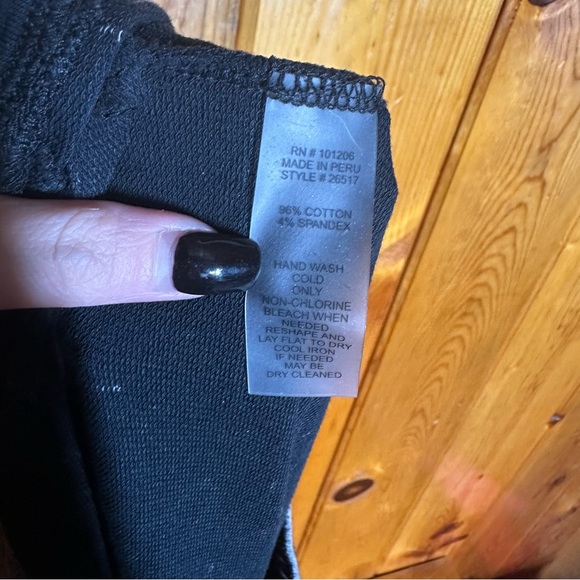 RN # 101206
MADE IN PERU
STYLE # 26517
96% COTTON
4% SPANDEX
HAND WASH
COLD
ONLY
NON-CHLORINE
BLEACH WHEN
NEEDED
RESHAPE AND
LAY FLAT TO DRY
COOL IRON
IF NEEDED
MAY BE
DRY CLEANED